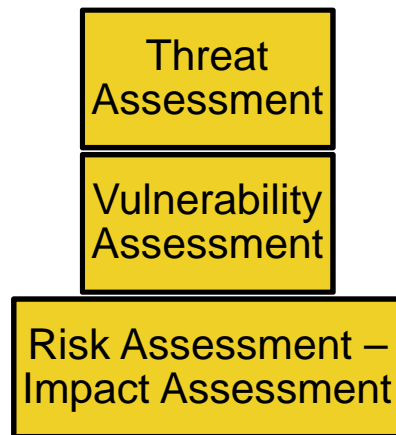 Threat
Assessment
Vulnerability
Assessment
Risk Assessment –
Impact Assessment